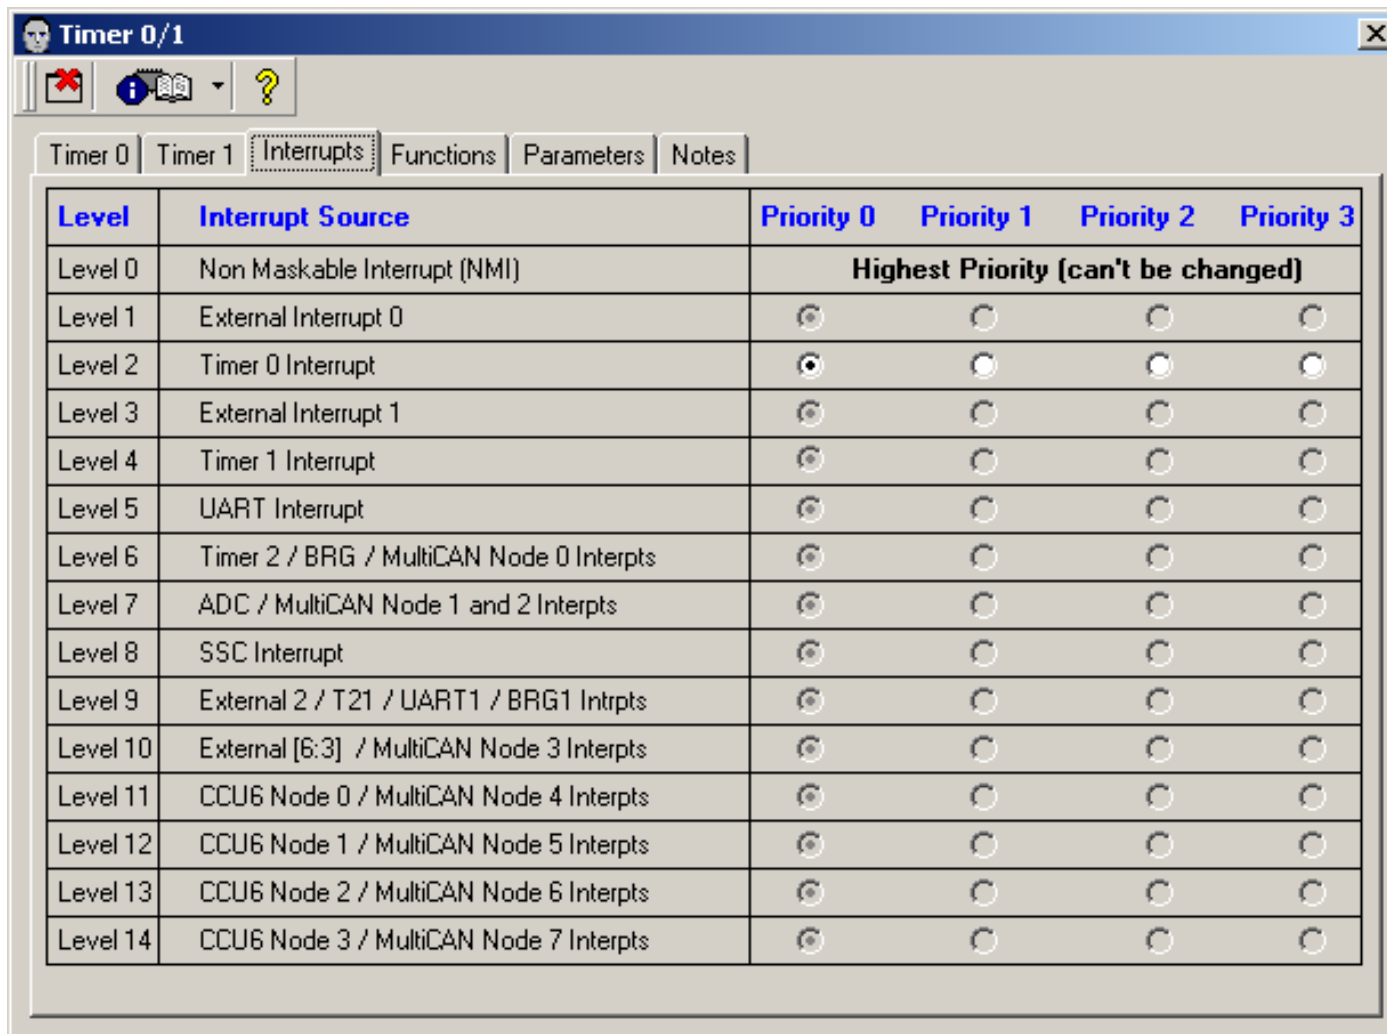 Timer 0/1
Timer 0 Timer 1 Interrupts Functions Parameters Notes
Level Interrupt Source Priority 0 Priority 1 Priority 2 Priority 3
Level 0 Non Maskable Interrupt (NMI) Highest Priority (can't be changed)
Level 1 External Interrupt 0
Level 2 Timer 0 Interrupt
Level 3 External Interrupt 1
Level 4 Timer 1 Interrupt
Level 5 UART Interrupt
Level 6 Timer 2 / BRG / MultiCAN Node 0 Interpts
Level 7 ADC / MultiCAN Node 1 and 2 Interpts
Level 8 SSC Interrupt
Level 9 External 2 / T21 / UART1 / BRG1 Intrpts
Level 10 External [6:3] / MultiCAN Node 3 Interpts
Level 11 CCU6 Node 0 / MultiCAN Node 4 Interpts
Level 12 CCU6 Node 1 / MultiCAN Node 5 Interpts
Level 13 CCU6 Node 2 / MultiCAN Node 6 Interpts
Level 14 CCU6 Node 3 / MultiCAN Node 7 Interpts